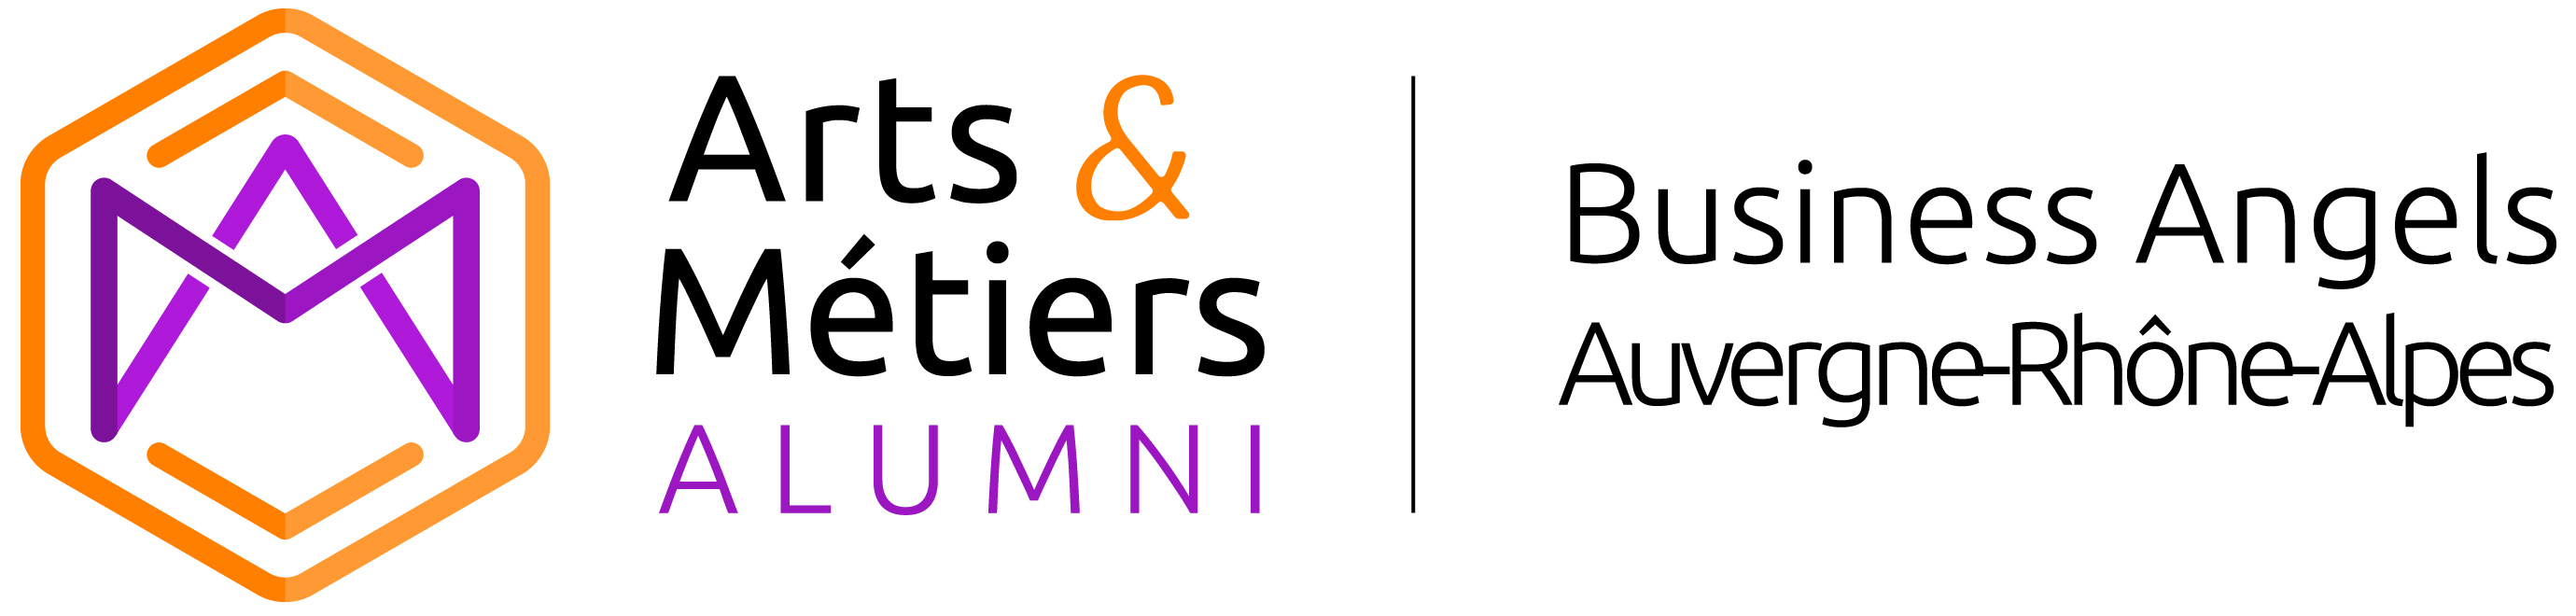 Arts &
Métiers
ALUMNI
Business Angels
Auvergne-Rhône-Alpes